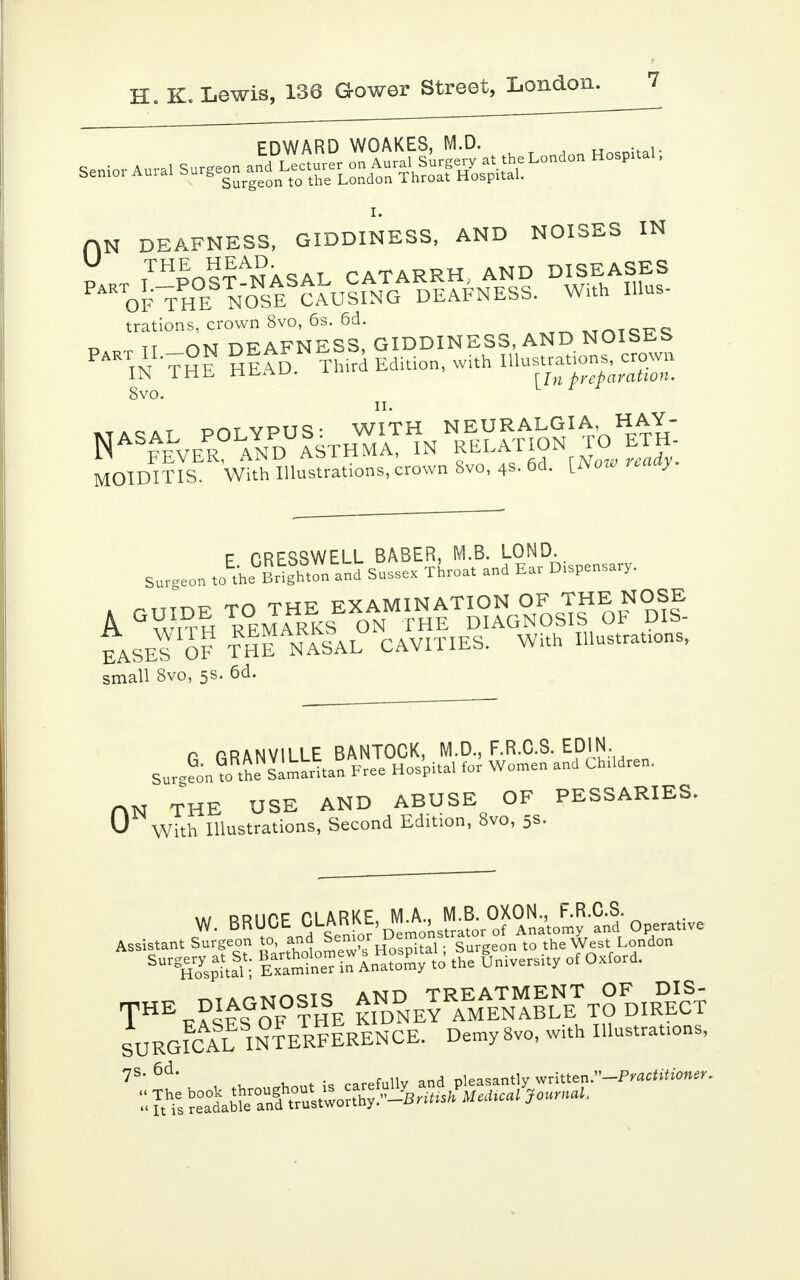 H. K. Lewis, 136 Gower Street, London. 7
EDWARD WOAKES, M.D.
Senior Aural Surgeon and Lecturer on Aural Surgery at the London Hospital;
Surgeon to the London Throat Hospital.
I.
ON DEAFNESS, GIDDINESS, AND NOISES IN
THE HEAD.
PART I.—POST-NASAL CATARRH, AND DISEASES
OF THE NOSE CAUSING DEAFNESS. With Illus-
trations, crown 8vo, 6s. 6d.
PART II.—ON DEAFNESS, GIDDINESS, AND NOISES
IN THE HEAD. Third Edition, with Illustrations, crown
8vo. [In preparation.
II.
NASAL POLYPUS: WITH NEURALGIA, HAY-
FEVER, AND ASTHMA, IN RELATION TO ETH-
MOIDITIS. With Illustrations, crown 8vo, 4s. 6d. [Now ready.
E. CRESSWELL BABER, M.B. LOND.
Surgeon to the Brighton and Sussex Throat and Ear Dispensary.
A GUIDE TO THE EXAMINATION OF THE NOSE
WITH REMARKS ON THE DIAGNOSIS OF DIS-
EASES OF THE NASAL CAVITIES. With Illustrations,
small 8vo, 5s. 6d.
G. GRANVILLE BANTOCK, M.D., F.R.C.S. EDIN.
Surgeon to the Samaritan Free Hospital for Women and Children.
ON THE USE AND ABUSE OF PESSARIES.
With Illustrations, Second Edition, 8vo, 5s.
W. BRUCE CLARKE, M.A., M.B. OXON., F.R.C.S.
Assistant Surgeon to, and Senior Demonstrator of Anatomy and Operative
Surgery at St. Bartholomew's Hospital; Surgeon to the West London
Hospital; Examiner in Anatomy to the University of Oxford.
THE DIAGNOSIS AND TREATMENT OF DIS-
EASES OF THE KIDNEY AMENABLE TO DIRECT
SURGICAL INTERFERENCE. Demy 8vo, with Illustrations,
7s. 6d.
"The book throughout is carefully and pleasantly written."—Practitioner.
"It is readable and trustworthy."—British Medical Journal.